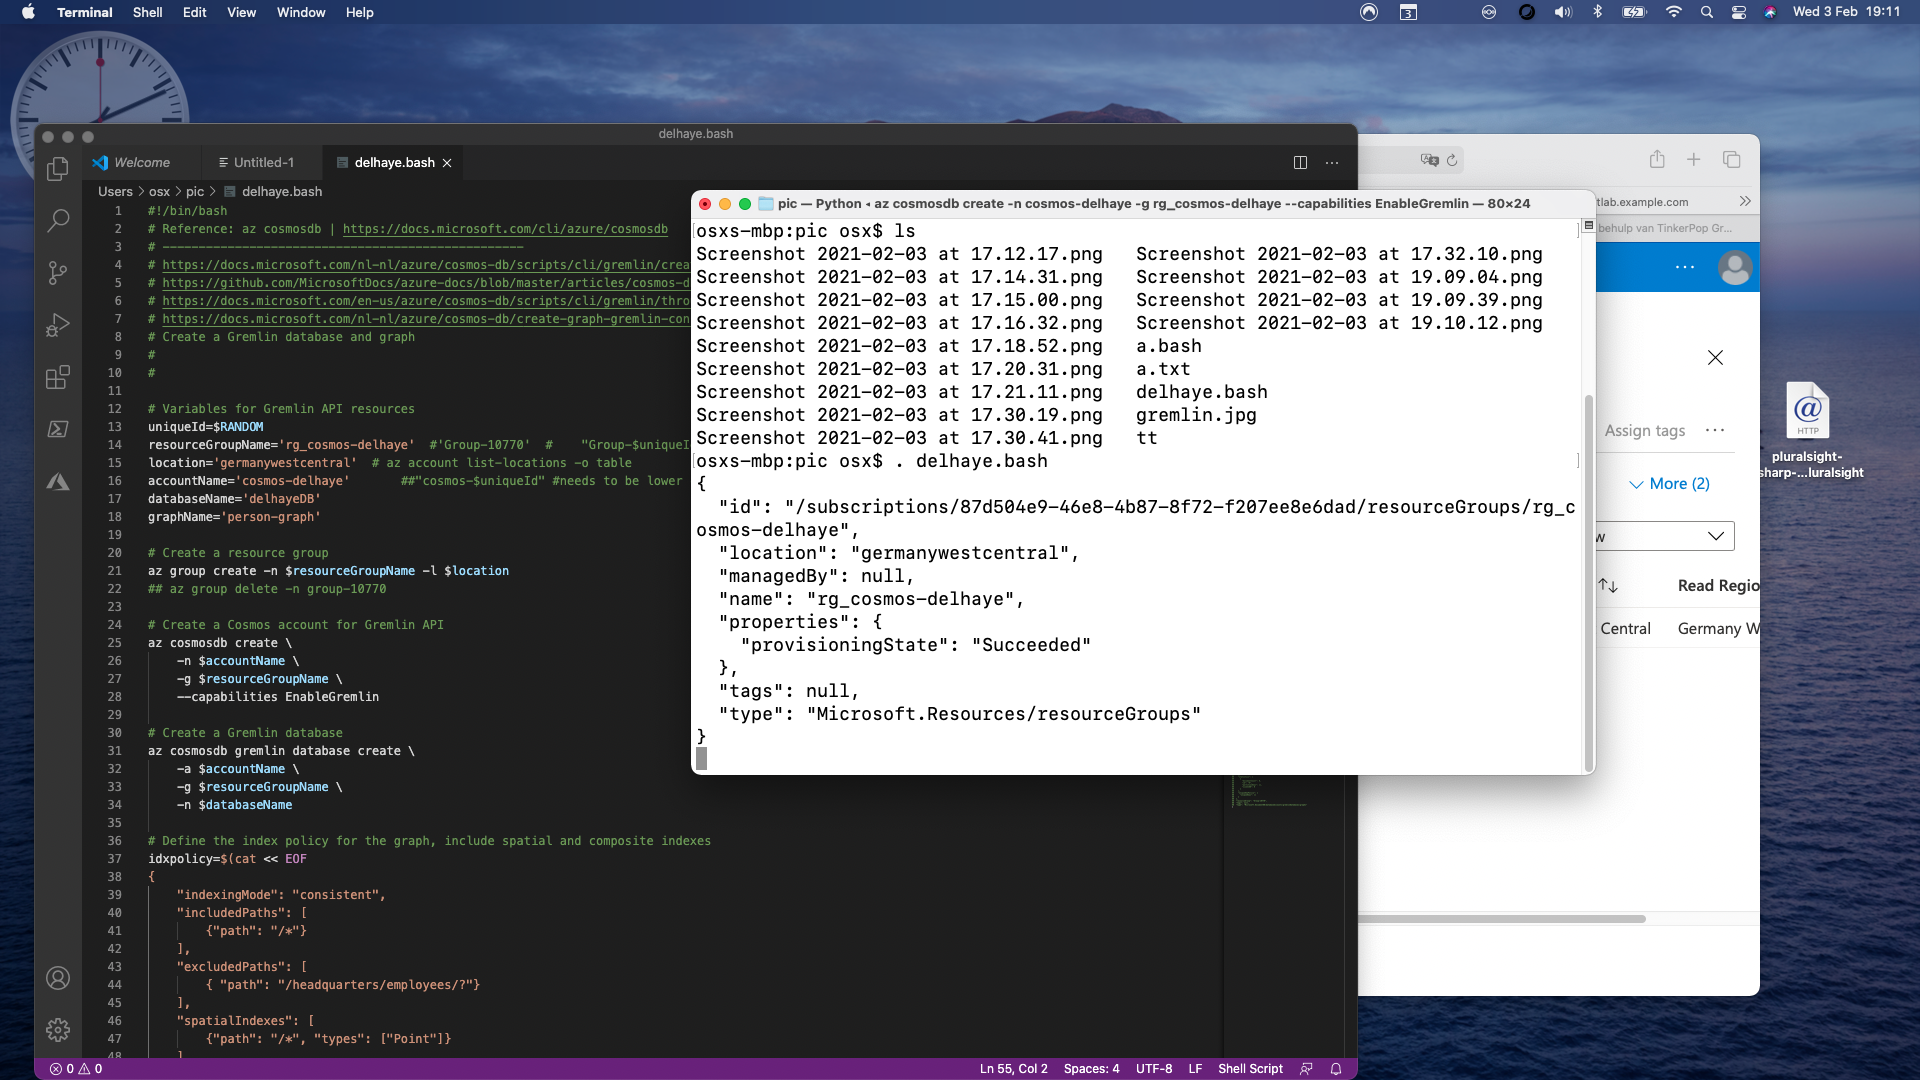 Terminal Shell Edit View Window Help
3
Wed 3 Feb 19:11
delhaye.bash
Welcome
Untitled-1
delhaye.bash
Users > osx > pic > delhaye.bash
1 #!/bin/bash
2 # Reference: az cosmosdb | https://docs.microsoft.com/cli/azure/cosmosdb
3 # --------------------------------------------------
4 # https://docs.microsoft.com/nl-nl/azure/cosmos-db/scripts/cli/gremlin/crea
5 # https://github.com/MicrosoftDocs/azure-docs/blob/master/articles/cosmos-d
6 # https://docs.microsoft.com/en-us/azure/cosmos-db/scripts/cli/gremlin/thro
7 # https://docs.microsoft.com/nl-nl/azure/cosmos-db/create-graph-gremlin-con
8 # Create a Gremlin database and graph
9 #
10 #
11
12 # Variables for Gremlin API resources
13 uniqueId=$RANDOM
14 resourceGroupName='rg_cosmos-delhaye' #'Group-10770' # "Group-$uniqueI
15 location='germanywestcentral' # az account list-locations -o table
16 accountName='cosmos-delhaye' ##"cosmos-$uniqueId" #needs to be lower
17 databaseName='delhayeDB'
18 graphName='person-graph'
19
20 # Create a resource group
21 az group create -n $resourceGroupName -l $location
22 ## az group delete -n group-10770
23
24 # Create a Cosmos account for Gremlin API
25 az cosmosdb create \
26 -n $accountName \
27 -g $resourceGroupName \
28 --capabilities EnableGremlin
29
30 # Create a Gremlin database
31 az cosmosdb gremlin database create \
32 -a $accountName \
33 -g $resourceGroupName \
34 -n $databaseName
35
36 # Define the index policy for the graph, include spatial and composite indexes
37 idxpolicy=$(cat << EOF
38 {
39 "indexingMode": "consistent",
40 "includedPaths": [
41 {"path": "/*"}
42 ],
43 "excludedPaths": [
44 { "path": "/headquarters/employees/?"}
45 ],
46 "spatialIndexes": [
47 {"path": "/*", "types": ["Point"]}
48 ]
0 0
Ln 55, Col 2 Spaces: 4 UTF-8 LF Shell Script
pic — Python ◂ az cosmosdb create -n cosmos-delhaye -g rg_cosmos-delhaye --capabilities EnableGremlin — 80×24
osxs-mbp:pic osx$ ls
Screenshot 2021-02-03 at 17.12.17.png Screenshot 2021-02-03 at 17.32.10.png
Screenshot 2021-02-03 at 17.14.31.png Screenshot 2021-02-03 at 19.09.04.png
Screenshot 2021-02-03 at 17.15.00.png Screenshot 2021-02-03 at 19.09.39.png
Screenshot 2021-02-03 at 17.16.32.png Screenshot 2021-02-03 at 19.10.12.png
Screenshot 2021-02-03 at 17.18.52.png a.bash
Screenshot 2021-02-03 at 17.20.31.png a.txt
Screenshot 2021-02-03 at 17.21.11.png delhaye.bash
Screenshot 2021-02-03 at 17.30.19.png gremlin.jpg
Screenshot 2021-02-03 at 17.30.41.png tt
osxs-mbp:pic osx$ . delhaye.bash
{
"id": "/subscriptions/87d504e9-46e8-4b87-8f72-f207ee8e6dad/resourceGroups/rg_c
osmos-delhaye",
"location": "germanywestcentral",
"managedBy": null,
"name": "rg_cosmos-delhaye",
"properties": {
"provisioningState": "Succeeded"
},
"tags": null,
"type": "Microsoft.Resources/resourceGroups"
}
tlab.example.com
behulp van TinkerPop Gr...
Assign tags ...
More (2)
w
Read Regio
Central Germany W
HTTP
pluralsight-
sharp-...luralsight